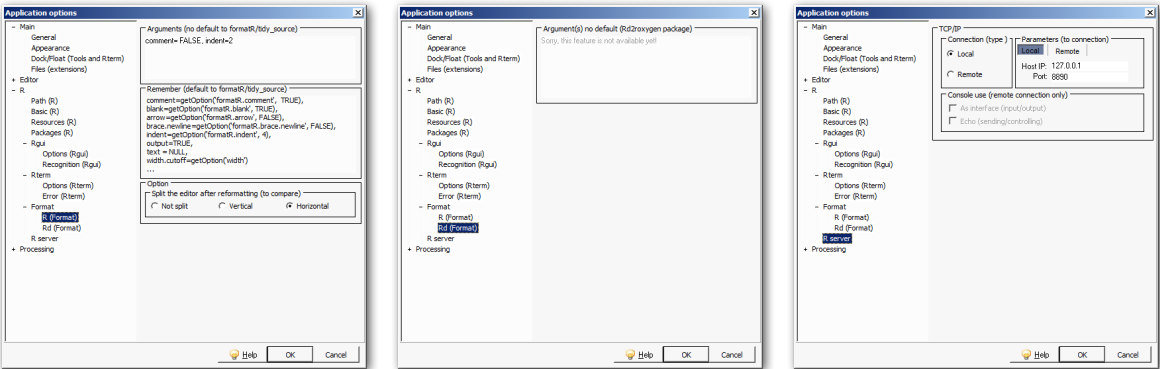 Application options
− Main
General
Appearance
Dock/Float (Tools and Rterm)
Files (extensions)
+ Editor
− R
Path (R)
Basic (R)
Resources (R)
Packages (R)
− Rgui
Options (Rgui)
Recognition (Rgui)
− Rterm
Options (Rterm)
Error (Rterm)
− Format
R (Format)
Rd (Format)
R server
+ Processing
Arguments (no default to formatR/tidy_source)
comment= FALSE, indent=2
Remember (default to formatR/tidy_source)
comment=getOption('formatR.comment', TRUE),
blank=getOption('formatR.blank', TRUE),
arrow=getOption('formatR.arrow', FALSE),
brace.newline=getOption('formatR.brace.newline', FALSE),
indent=getOption('formatR.indent', 4),
output=TRUE,
text = NULL,
width.cutoff=getOption('width')
...
Option
Split the editor after reformatting (to compare)
Not split Vertical Horizontal
Help OK Cancel
Application options
− Main
General
Appearance
Dock/Float (Tools and Rterm)
Files (extensions)
+ Editor
− R
Path (R)
Basic (R)
Resources (R)
Packages (R)
− Rgui
Options (Rgui)
Recognition (Rgui)
− Rterm
Options (Rterm)
Error (Rterm)
− Format
R (Format)
Rd (Format)
R server
+ Processing
Argument(s) no default (Rd2roxygen package)
Sorry, this feature is not available yet!
Help OK Cancel
Application options
− Main
General
Appearance
Dock/Float (Tools and Rterm)
Files (extensions)
+ Editor
− R
Path (R)
Basic (R)
Resources (R)
Packages (R)
− Rgui
Options (Rgui)
Recognition (Rgui)
− Rterm
Options (Rterm)
Error (Rterm)
− Format
R (Format)
Rd (Format)
R server
+ Processing
TCP/IP
Connection (type )
Local
Remote
Parameters (to connection)
Local Remote
Host IP: 127.0.0.1
Port: 8890
Console use (remote connection only)
As interface (input/output)
Echo (sending/controlling)
Help OK Cancel